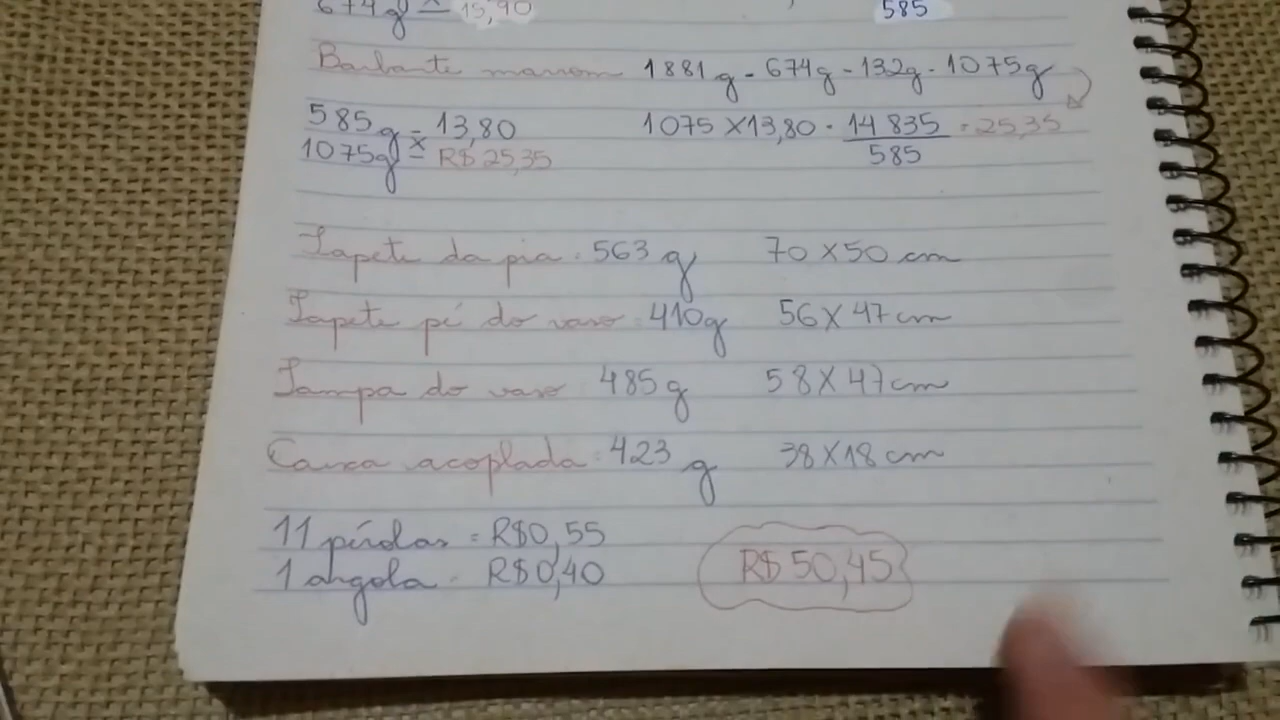 674g = 15,90
585
Barbante marrom 1881g - 674g - 132g - 1075g
585g = 13,80
1075 X 13,80 - 14 835 = 25,35
1075g = R$ 25,35
585
x
Tapete da pia : 563 g 70 X 50 cm
Tapete pé do vaso : 410g 56 X 47 cm
Tampa do vaso 485 g 58 X 47 cm
Caixa acoplada : 423 g 38 X 18 cm
11 pérolas = R$0,55
1 argola - R$0,40
R$ 50,45